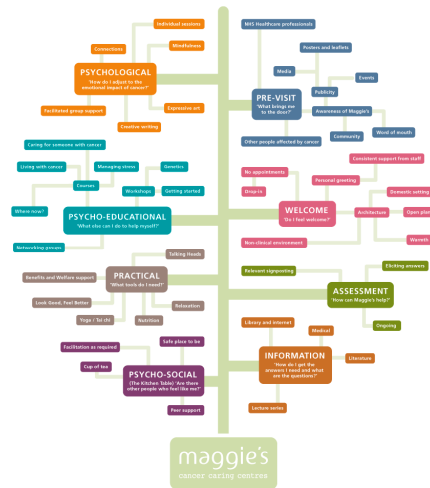 Individual sessions
Connections
Mindfulness
PSYCHOLOGICAL
'How do I adjust to the
emotional impact of cancer?'
Facilitated group support
Expressive art
Creative writing
NHS Healthcare professionals
Posters and leaflets
Media
Events
Publicity
PRE-VISIT
'What brings me
to the door?'
Awareness of Maggie's
Word of mouth
Community
Other people affected by cancer
Caring for someone with cancer
Living with cancer
Managing stress
Genetics
Courses
Workshops
Getting started
Where now?
PSYCHO-EDUCATIONAL
'What else can I do to help myself?'
Networking groups
Consistent support from staff
No appointments
Personal greeting
Drop-in
Domestic setting
WELCOME
'Do I feel welcome?'
Architecture
Open plan
Non-clinical environment
Warmth
Talking Heads
PRACTICAL
'What tools do I need?'
Benefits and Welfare support
Look Good, Feel Better
Relaxation
Yoga / Tai chi
Nutrition
Relevant signposting
Eliciting answers
ASSESSMENT
'How can Maggie's help?'
Ongoing
Safe place to be
Facilitation as required
Cup of tea
PSYCHO-SOCIAL
(The Kitchen Table) 'Are there
other people who feel like me?'
Peer support
Library and internet
Medical
INFORMATION
'How do I get the
answers I need and what
are the questions?'
Literature
Lecture series
maggie's
cancer caring centres